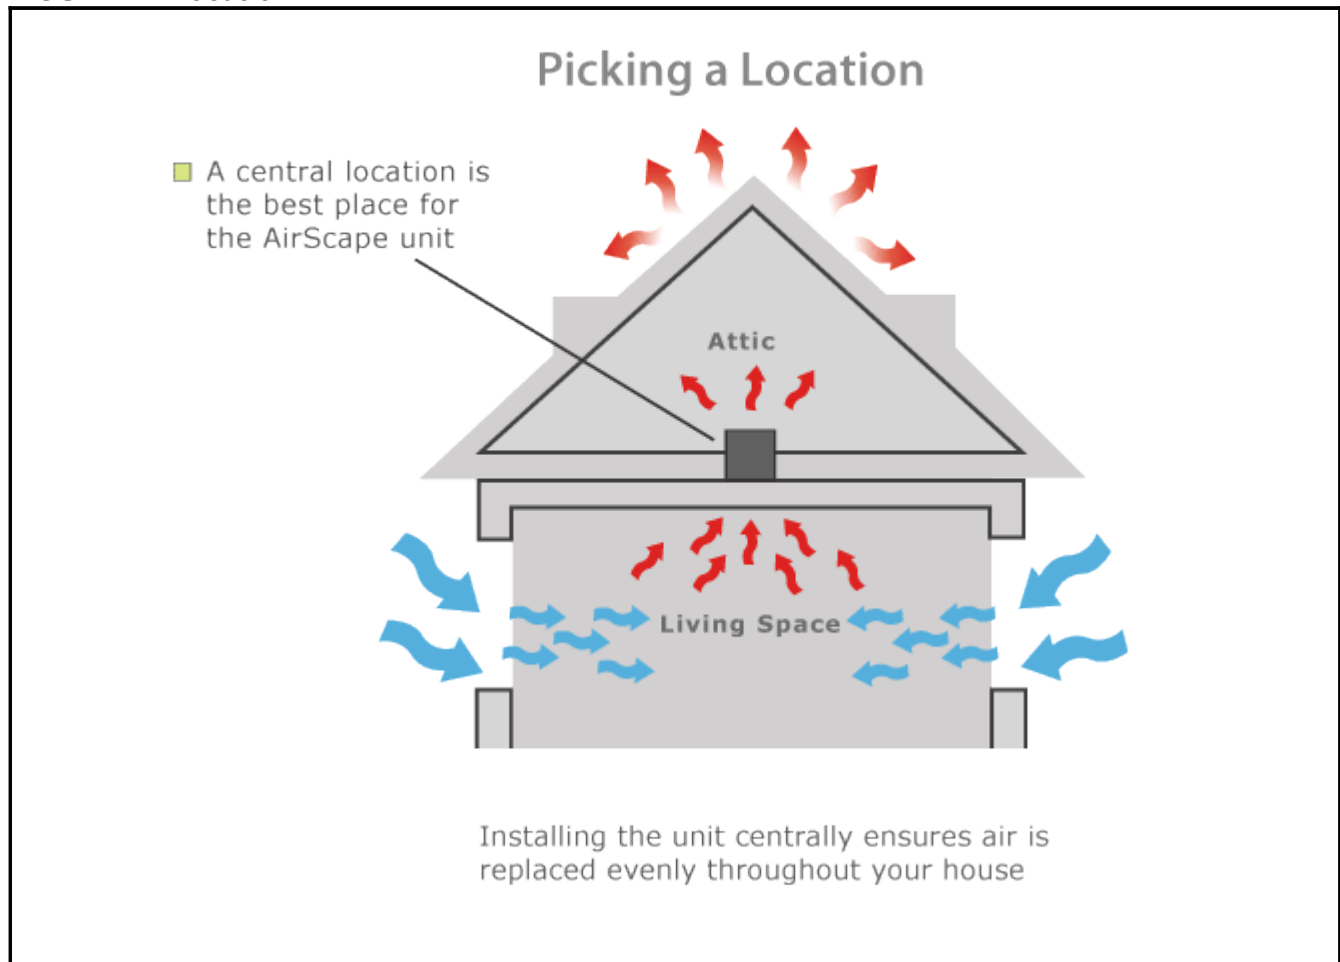 Picking a Location
A central location is
the best place for
the AirScape unit
Attic
Living Space
Installing the unit centrally ensures air is
replaced evenly throughout your house